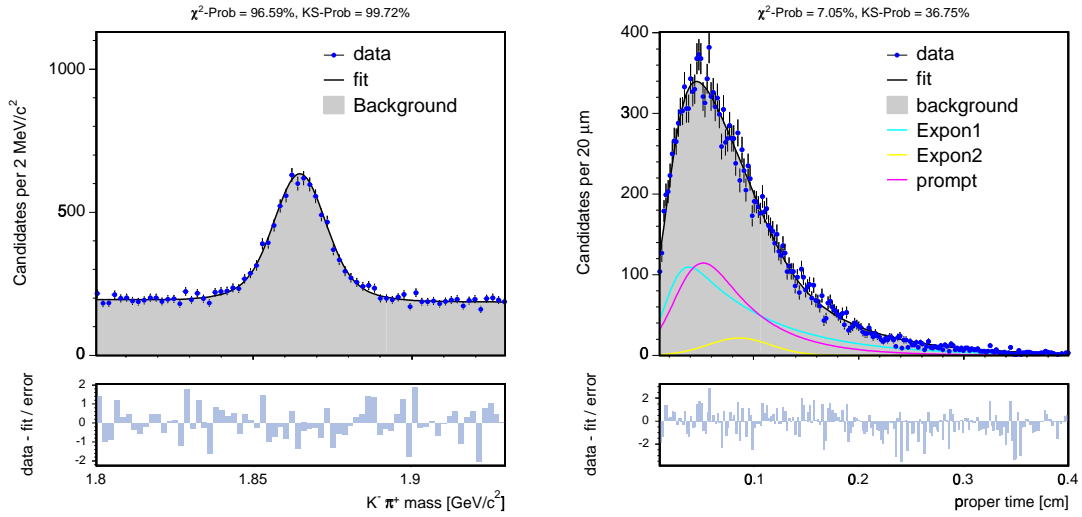 χ²-Prob = 96.59%, KS-Prob = 99.72%
Candidates per 2 MeV/c²
1000
500
0
data
fit
Background
data - fit / error
2
1
0
-1
-2
1.8
1.85
1.9
K⁻ π⁺ mass [GeV/c²]
χ²-Prob = 7.05%, KS-Prob = 36.75%
Candidates per 20 μm
400
300
200
100
0
data
fit
background
Expon1
Expon2
prompt
data - fit / error
2
0
-2
0.1
0.2
0.3
0.4
proper time [cm]